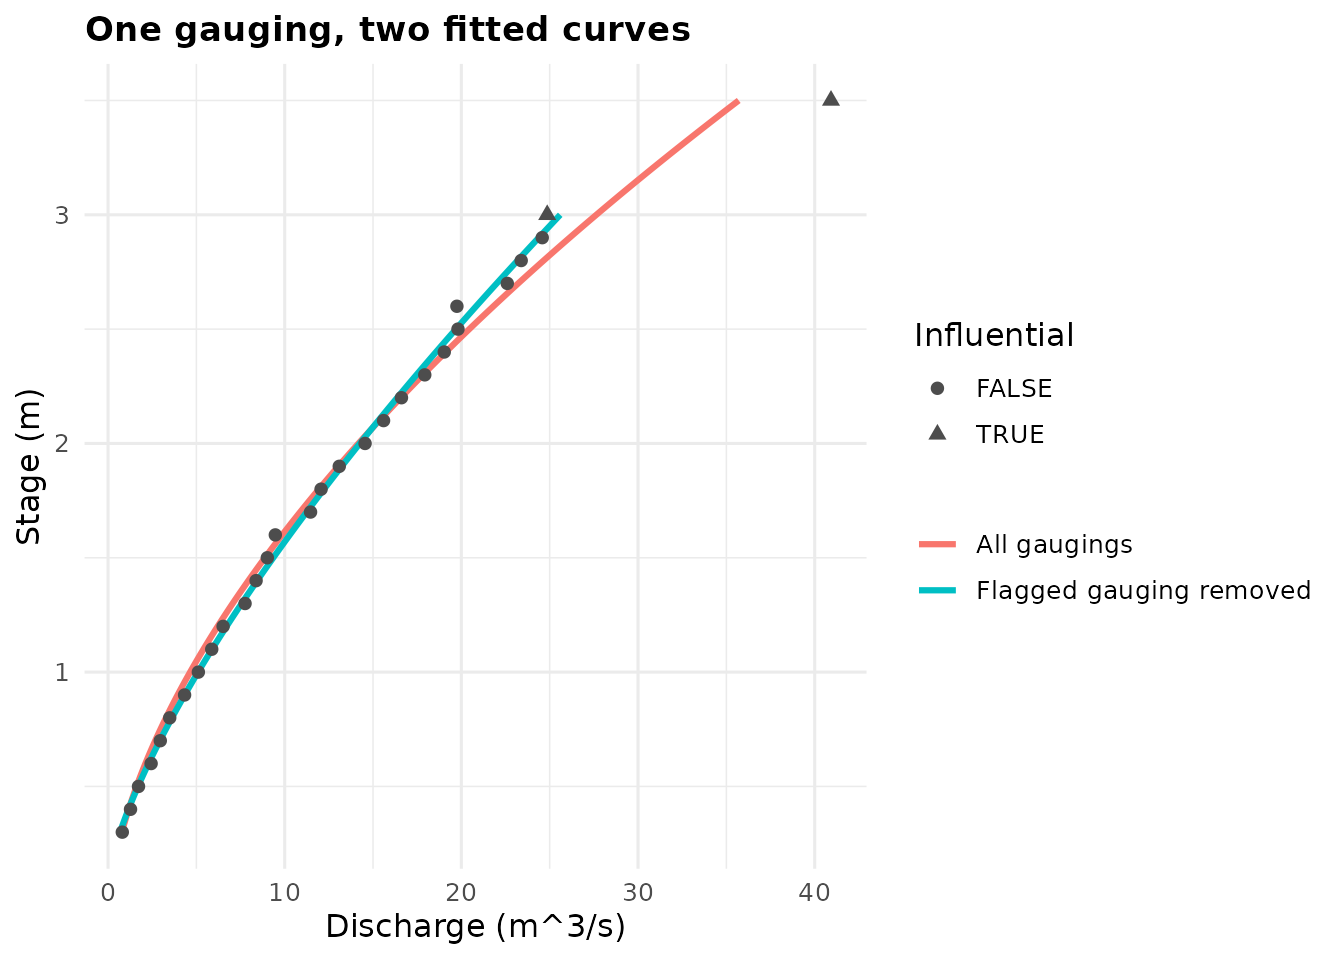 One gauging, two fitted curves
3
2
1
Stage (m)
0 10 20 30 40
Discharge (m^3/s)
Influential
FALSE
TRUE
All gaugings
Flagged gauging removed